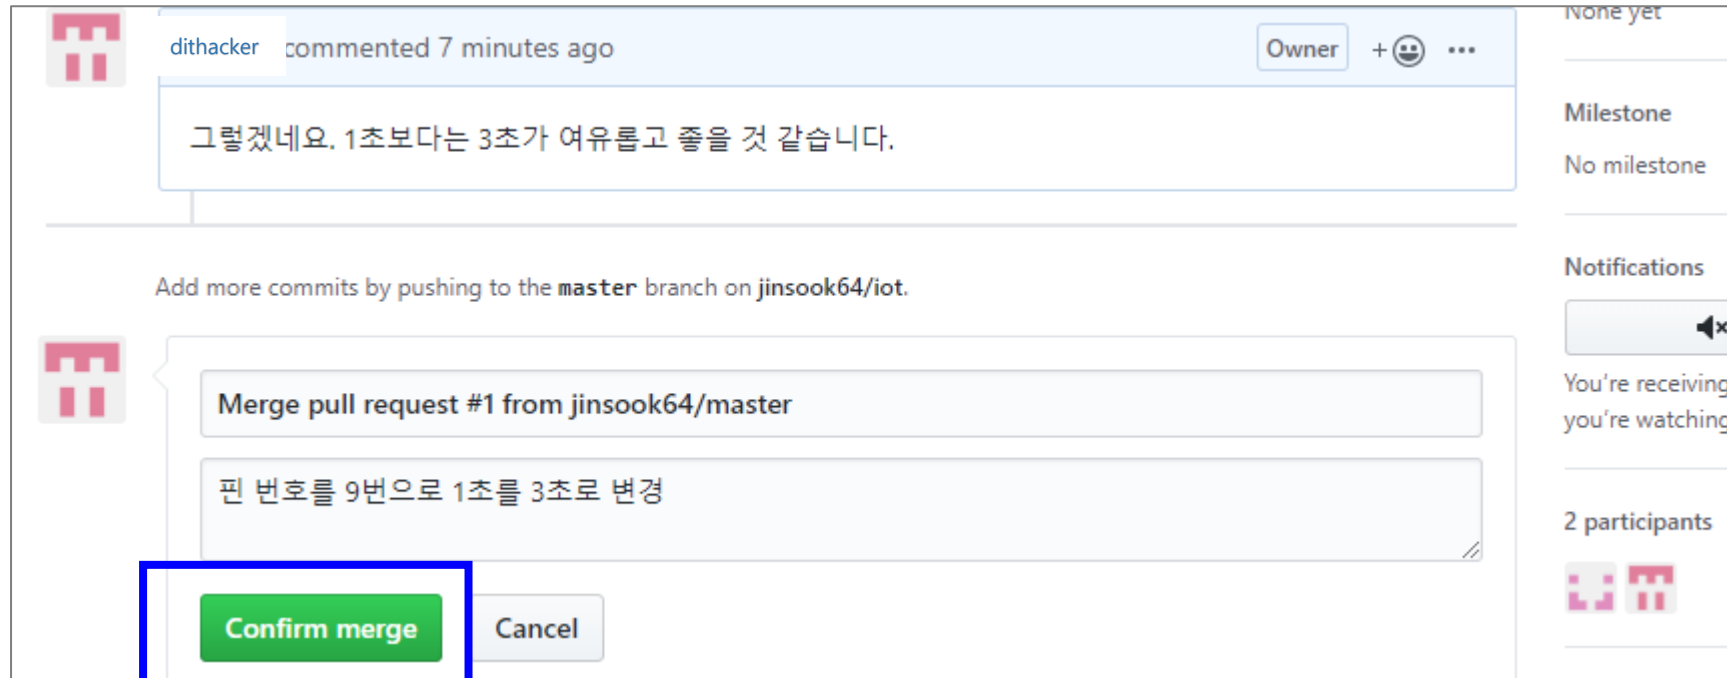 None yet
dithacker commented 7 minutes ago
Owner
그렇겠네요. 1초보다는 3초가 여유롭고 좋을 것 같습니다.
Milestone
No milestone
Add more commits by pushing to the master branch on jinsook64/iot.
Notifications
You're receiving
you're watching
Merge pull request #1 from jinsook64/master
핀 번호를 9번으로 1초를 3초로 변경
2 participants
Confirm merge
Cancel